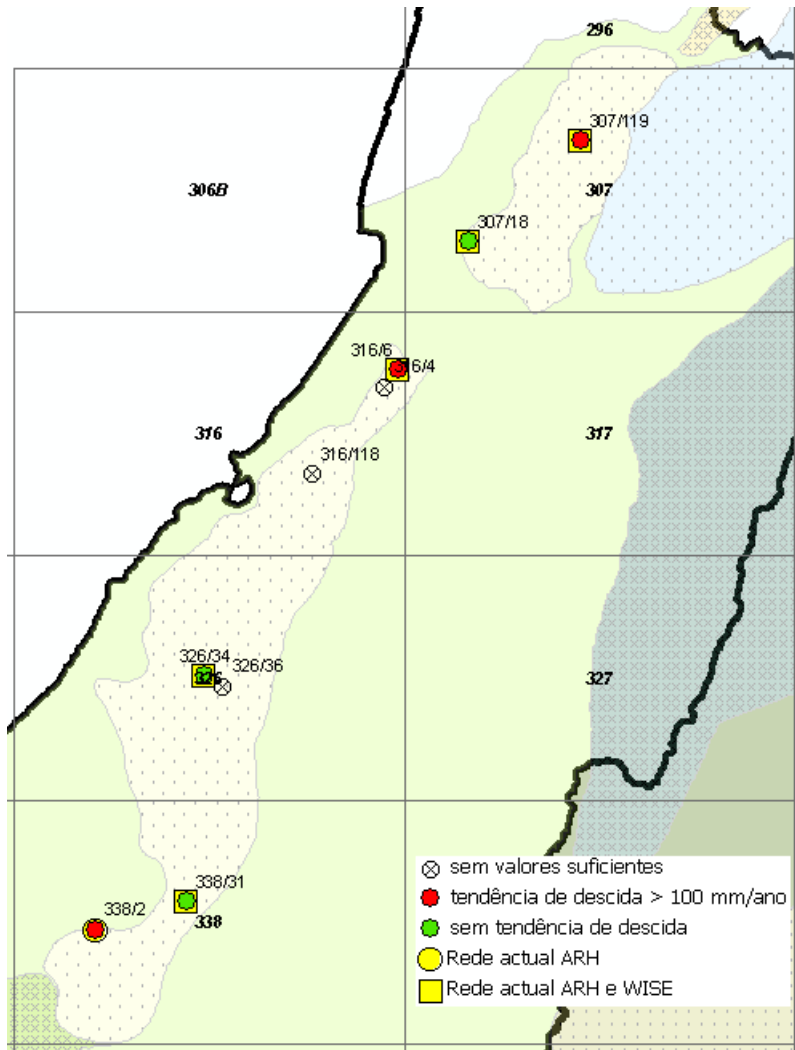 296
307/119
306B
307
307/18
316/6
316/4
316
317
316/118
326/34
326/36
326
327
338/31
338/2
338
sem valores suficientes
tendência de descida > 100 mm/ano
sem tendência de descida
Rede actual ARH
Rede actual ARH e WISE